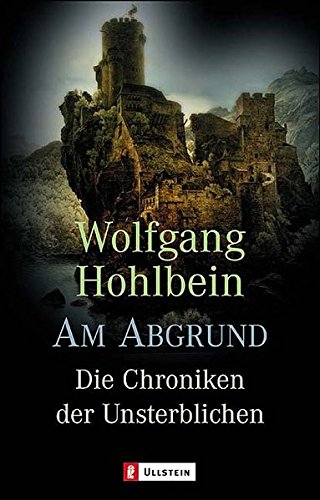 Wolfgang
Hohlbein
AM ABGRUND
Die Chroniken
der Unsterblichen
ULLSTEIN